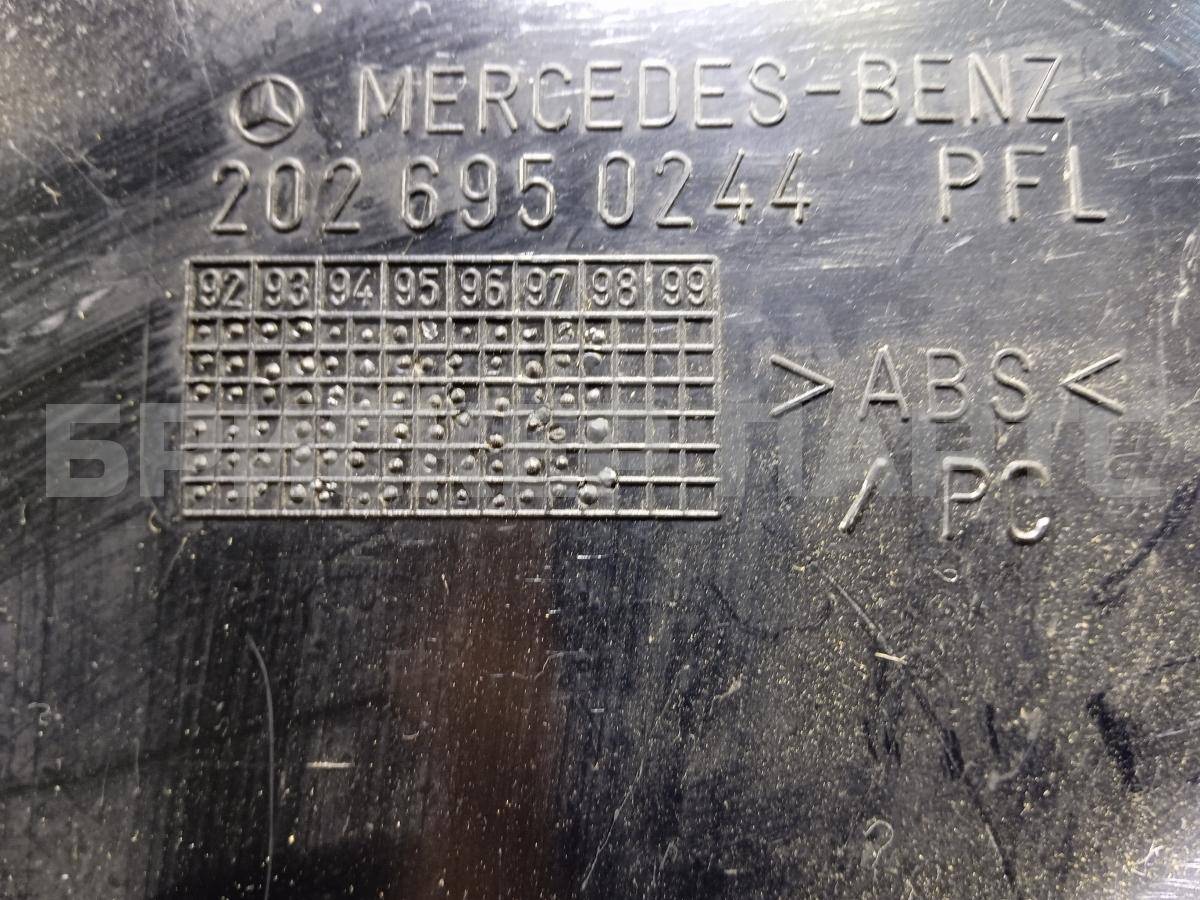 MERCEDES-BENZ
202 695 0244 PFL
92 93 94 95 96 97 98 99
>ABS<
/PC